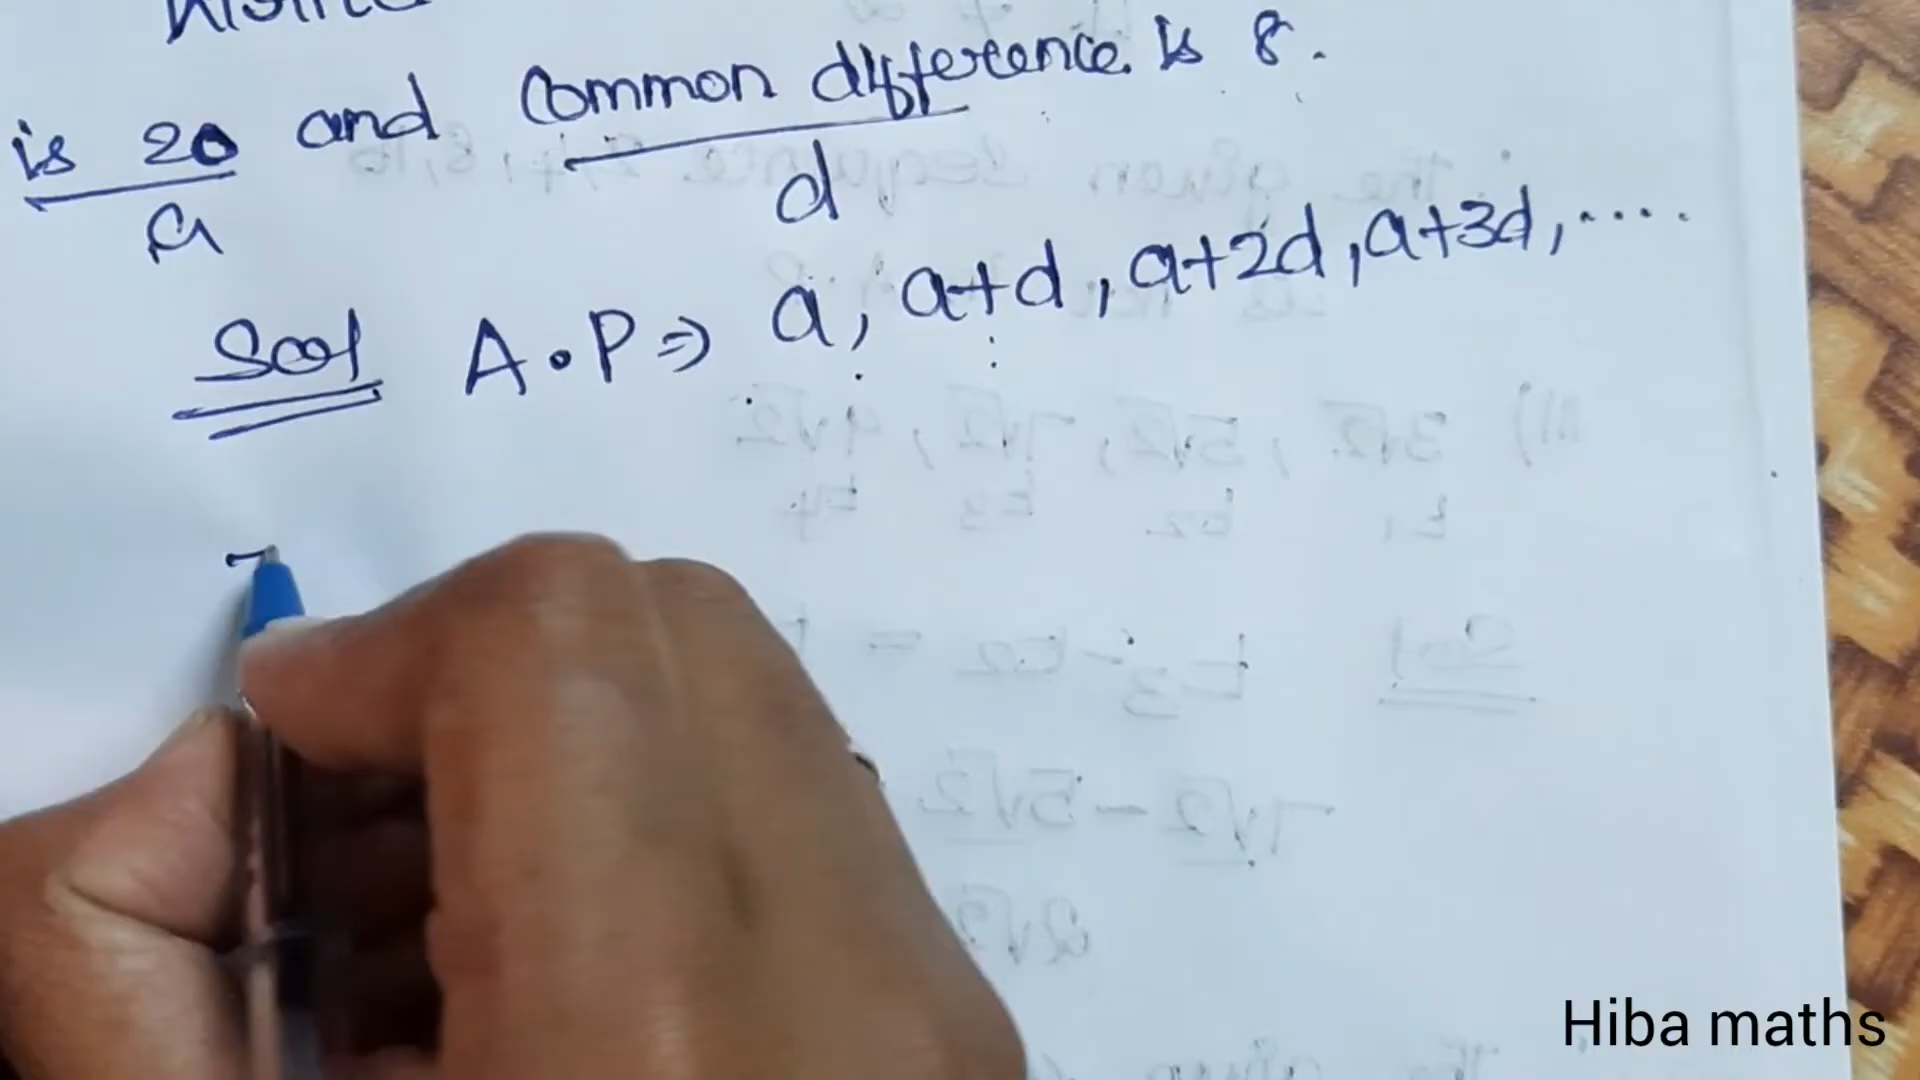 is 20 and Common difference is 8.
a d
Sol A.P ⇒ a, a+d, a+2d, a+3d, ....
Hiba maths